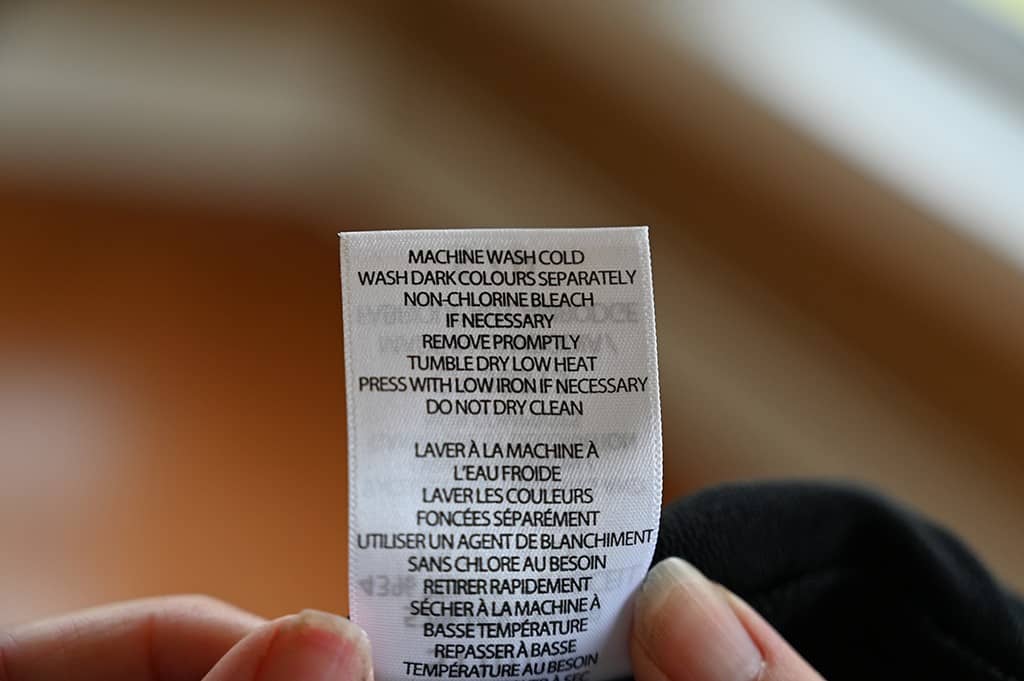 MACHINE WASH COLD
WASH DARK COLOURS SEPARATELY
NON-CHLORINE BLEACH
IF NECESSARY
REMOVE PROMPTLY
TUMBLE DRY LOW HEAT
PRESS WITH LOW IRON IF NECESSARY
DO NOT DRY CLEAN
LAVER À LA MACHINE À
L'EAU FROIDE
LAVER LES COULEURS
FONCÉES SÉPARÉMENT
UTILISER UN AGENT DE BLANCHIMENT
SANS CHLORE AU BESOIN
RETIRER RAPIDEMENT
SÉCHER À LA MACHINE À
BASSE TEMPÉRATURE
REPASSER À BASSE
TEMPÉRATURE AU BESOIN
À SEC